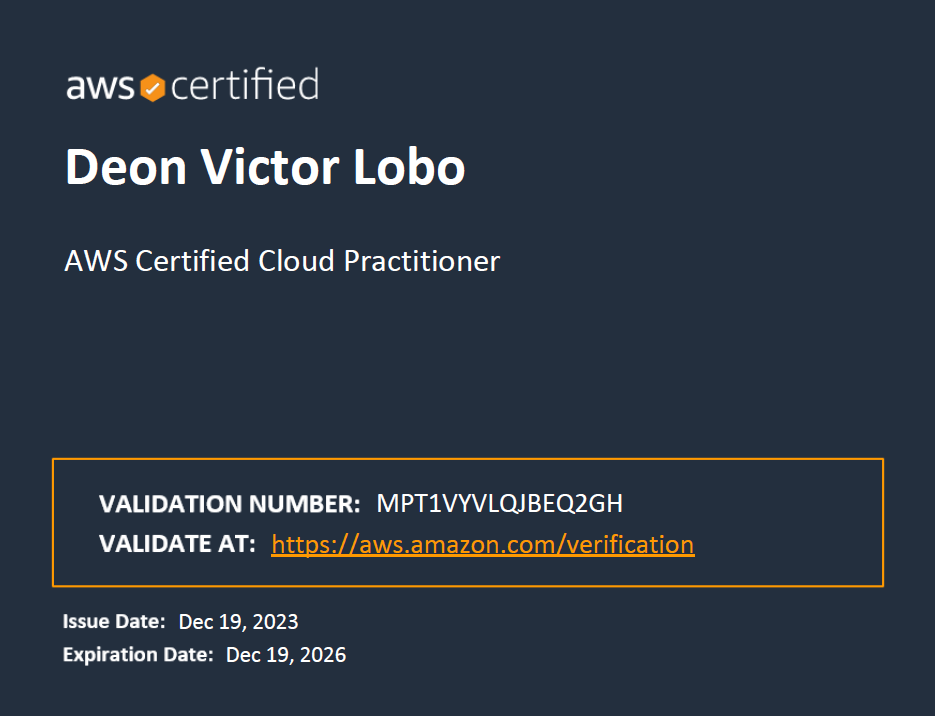 aws certified
Deon Victor Lobo
AWS Certified Cloud Practitioner
VALIDATION NUMBER: MPT1VYVLQJBEQ2GH
VALIDATE AT: https://aws.amazon.com/verification
Issue Date: Dec 19, 2023
Expiration Date: Dec 19, 2026